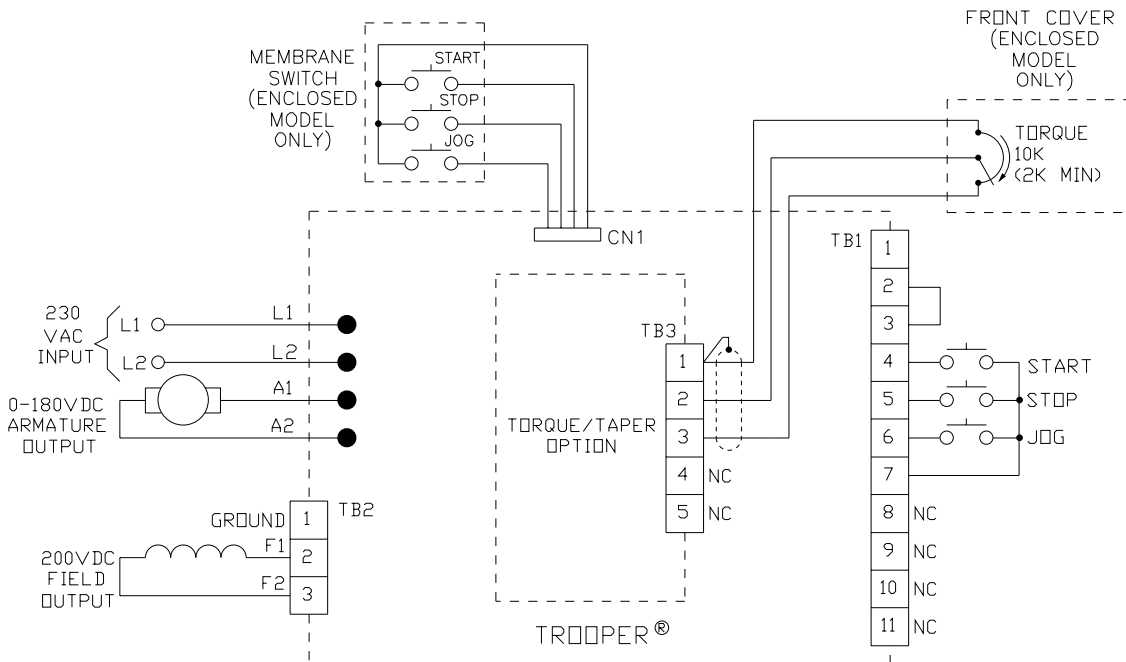 FRONT COVER
(ENCLOSED
MODEL
ONLY)
MEMBRANE
SWITCH
(ENCLOSED
MODEL
ONLY)
START
STOP
JOG
TORQUE
10K
(2K MIN)
CN1
TB1
1
2
3
4
5
6
7
8 NC
9 NC
10 NC
11 NC
START
STOP
JOG
230
VAC
INPUT
L1
L2
L1
L2
A1
A2
0-180VDC
ARMATURE
OUTPUT
TB3
1
2
3
4 NC
5 NC
TORQUE/TAPER
OPTION
TB2
GROUND 1
F1 2
F2 3
200VDC
FIELD
OUTPUT
TROOPER®